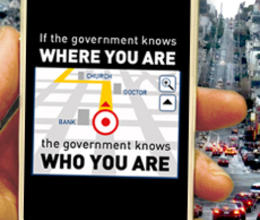 If the government knows
WHERE YOU ARE
CHURCH
DOCTOR
BANK
the government knows
WHO YOU ARE